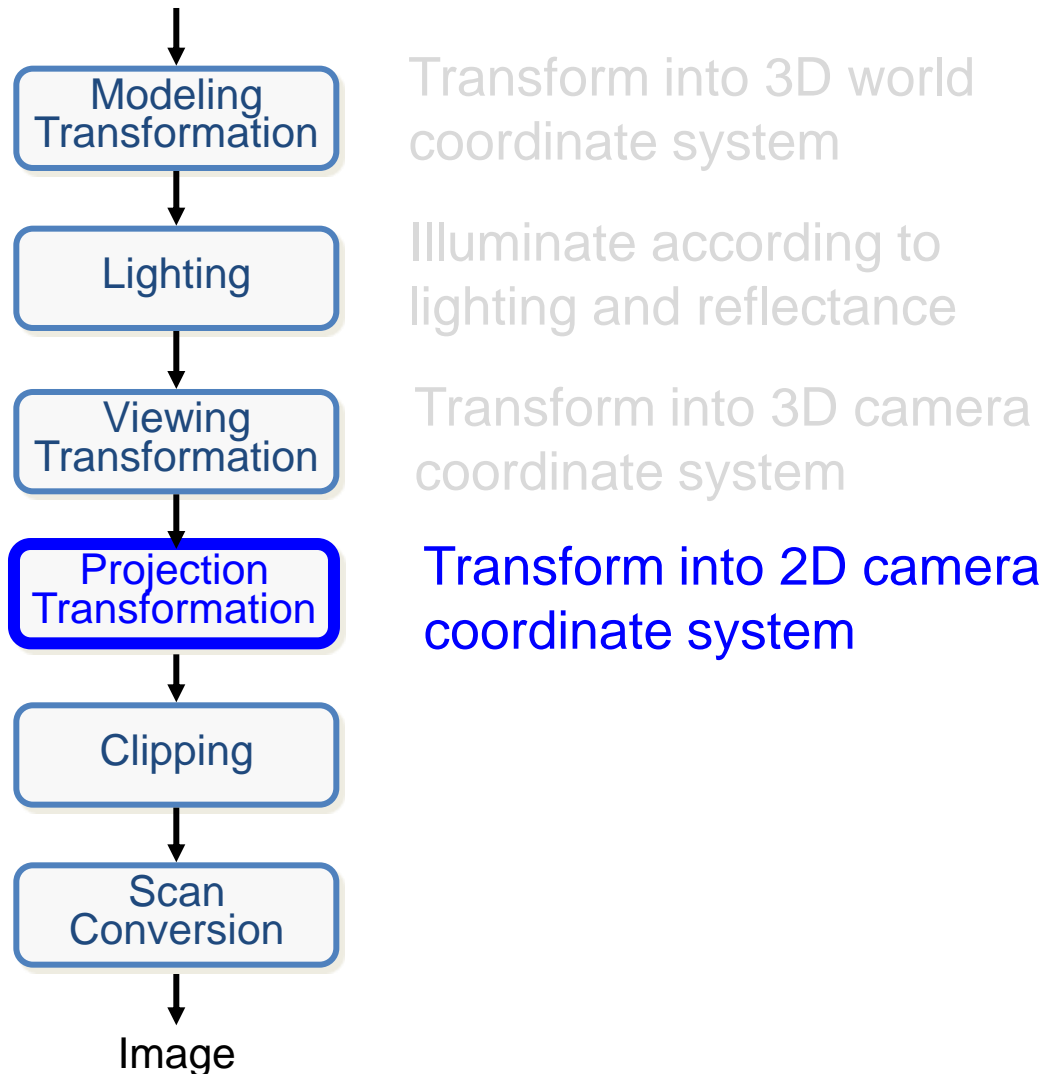 Modeling
Transformation
Transform into 3D world
coordinate system
Lighting
Illuminate according to
lighting and reflectance
Viewing
Transformation
Transform into 3D camera
coordinate system
Projection
Transformation
Transform into 2D camera
coordinate system
Clipping
Scan
Conversion
Image